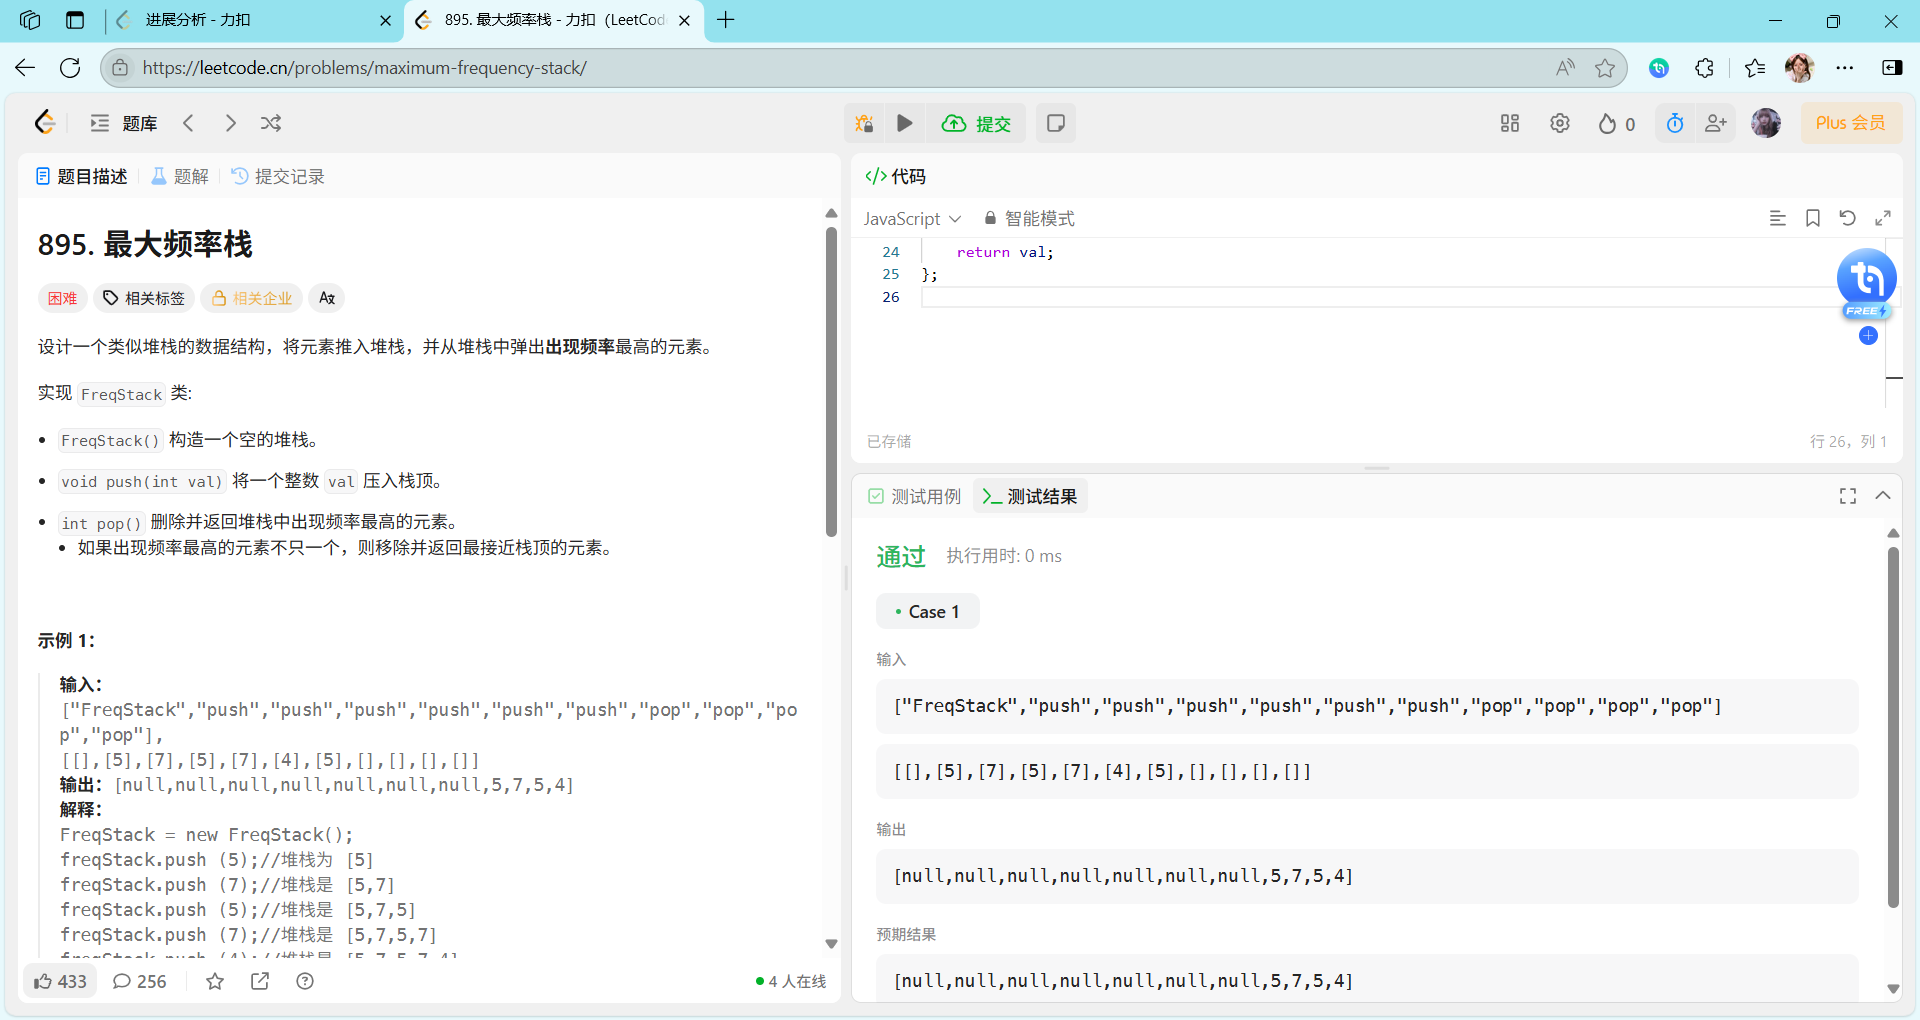 进展分析 - 力扣
895. 最大频率栈 - 力扣（LeetCod
https://leetcode.cn/problems/maximum-frequency-stack/
题库
提交
0
Plus 会员
题目描述
题解
提交记录
895. 最大频率栈
困难
相关标签
相关企业
设计一个类似堆栈的数据结构，将元素推入堆栈，并从堆栈中弹出出现频率最高的元素。
实现 FreqStack 类:
FreqStack() 构造一个空的堆栈。
void push(int val) 将一个整数 val 压入栈顶。
int pop() 删除并返回堆栈中出现频率最高的元素。
如果出现频率最高的元素不只一个，则移除并返回最接近栈顶的元素。
示例 1：
输入：
["FreqStack","push","push","push","push","push","push","pop","pop","po
p","pop"],
[[],[5],[7],[5],[7],[4],[5],[],[],[],[]]
输出：[null,null,null,null,null,null,null,5,7,5,4]
解释：
FreqStack = new FreqStack();
freqStack.push (5);//堆栈为 [5]
freqStack.push (7);//堆栈是 [5,7]
freqStack.push (5);//堆栈是 [5,7,5]
freqStack.push (7);//堆栈是 [5,7,5,7]
freqStack.push (4);//堆栈是 [5,7,5,7,4]
433
256
4 人在线
</> 代码
JavaScript
智能模式
24 return val;
25 };
26
FREE
已存储
行 26，列 1
测试用例
测试结果
通过
执行用时: 0 ms
Case 1
输入
["FreqStack","push","push","push","push","push","push","pop","pop","pop","pop"]
[[],[5],[7],[5],[7],[4],[5],[],[],[],[]]
输出
[null,null,null,null,null,null,null,5,7,5,4]
预期结果
[null,null,null,null,null,null,null,5,7,5,4]